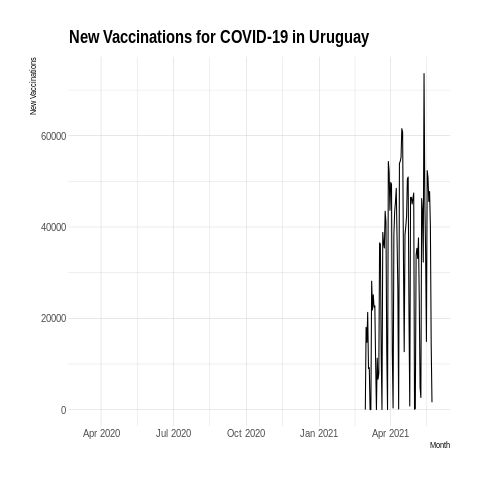 New Vaccinations for COVID-19 in Uruguay
New Vaccinations
60000
40000
20000
0
Apr 2020 Jul 2020 Oct 2020 Jan 2021 Apr 2021
Month